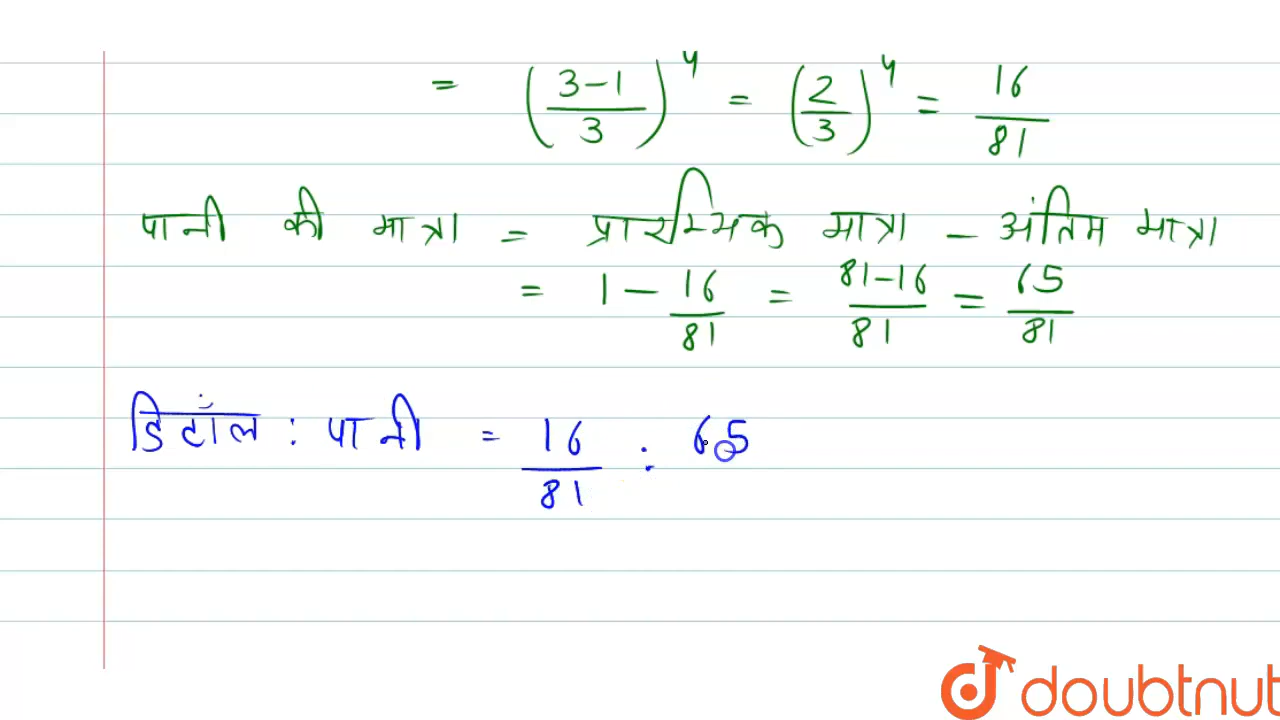 = (3-1/3)^4 = (2/3)^4 = 16/81
पानी की मात्रा = प्रारम्भिक मात्रा - अंतिम मात्रा
= 1 - 16/81 = 81-16/81 = 65/81
डिटॉल : पानी = 16/81 : 65
doubtnut